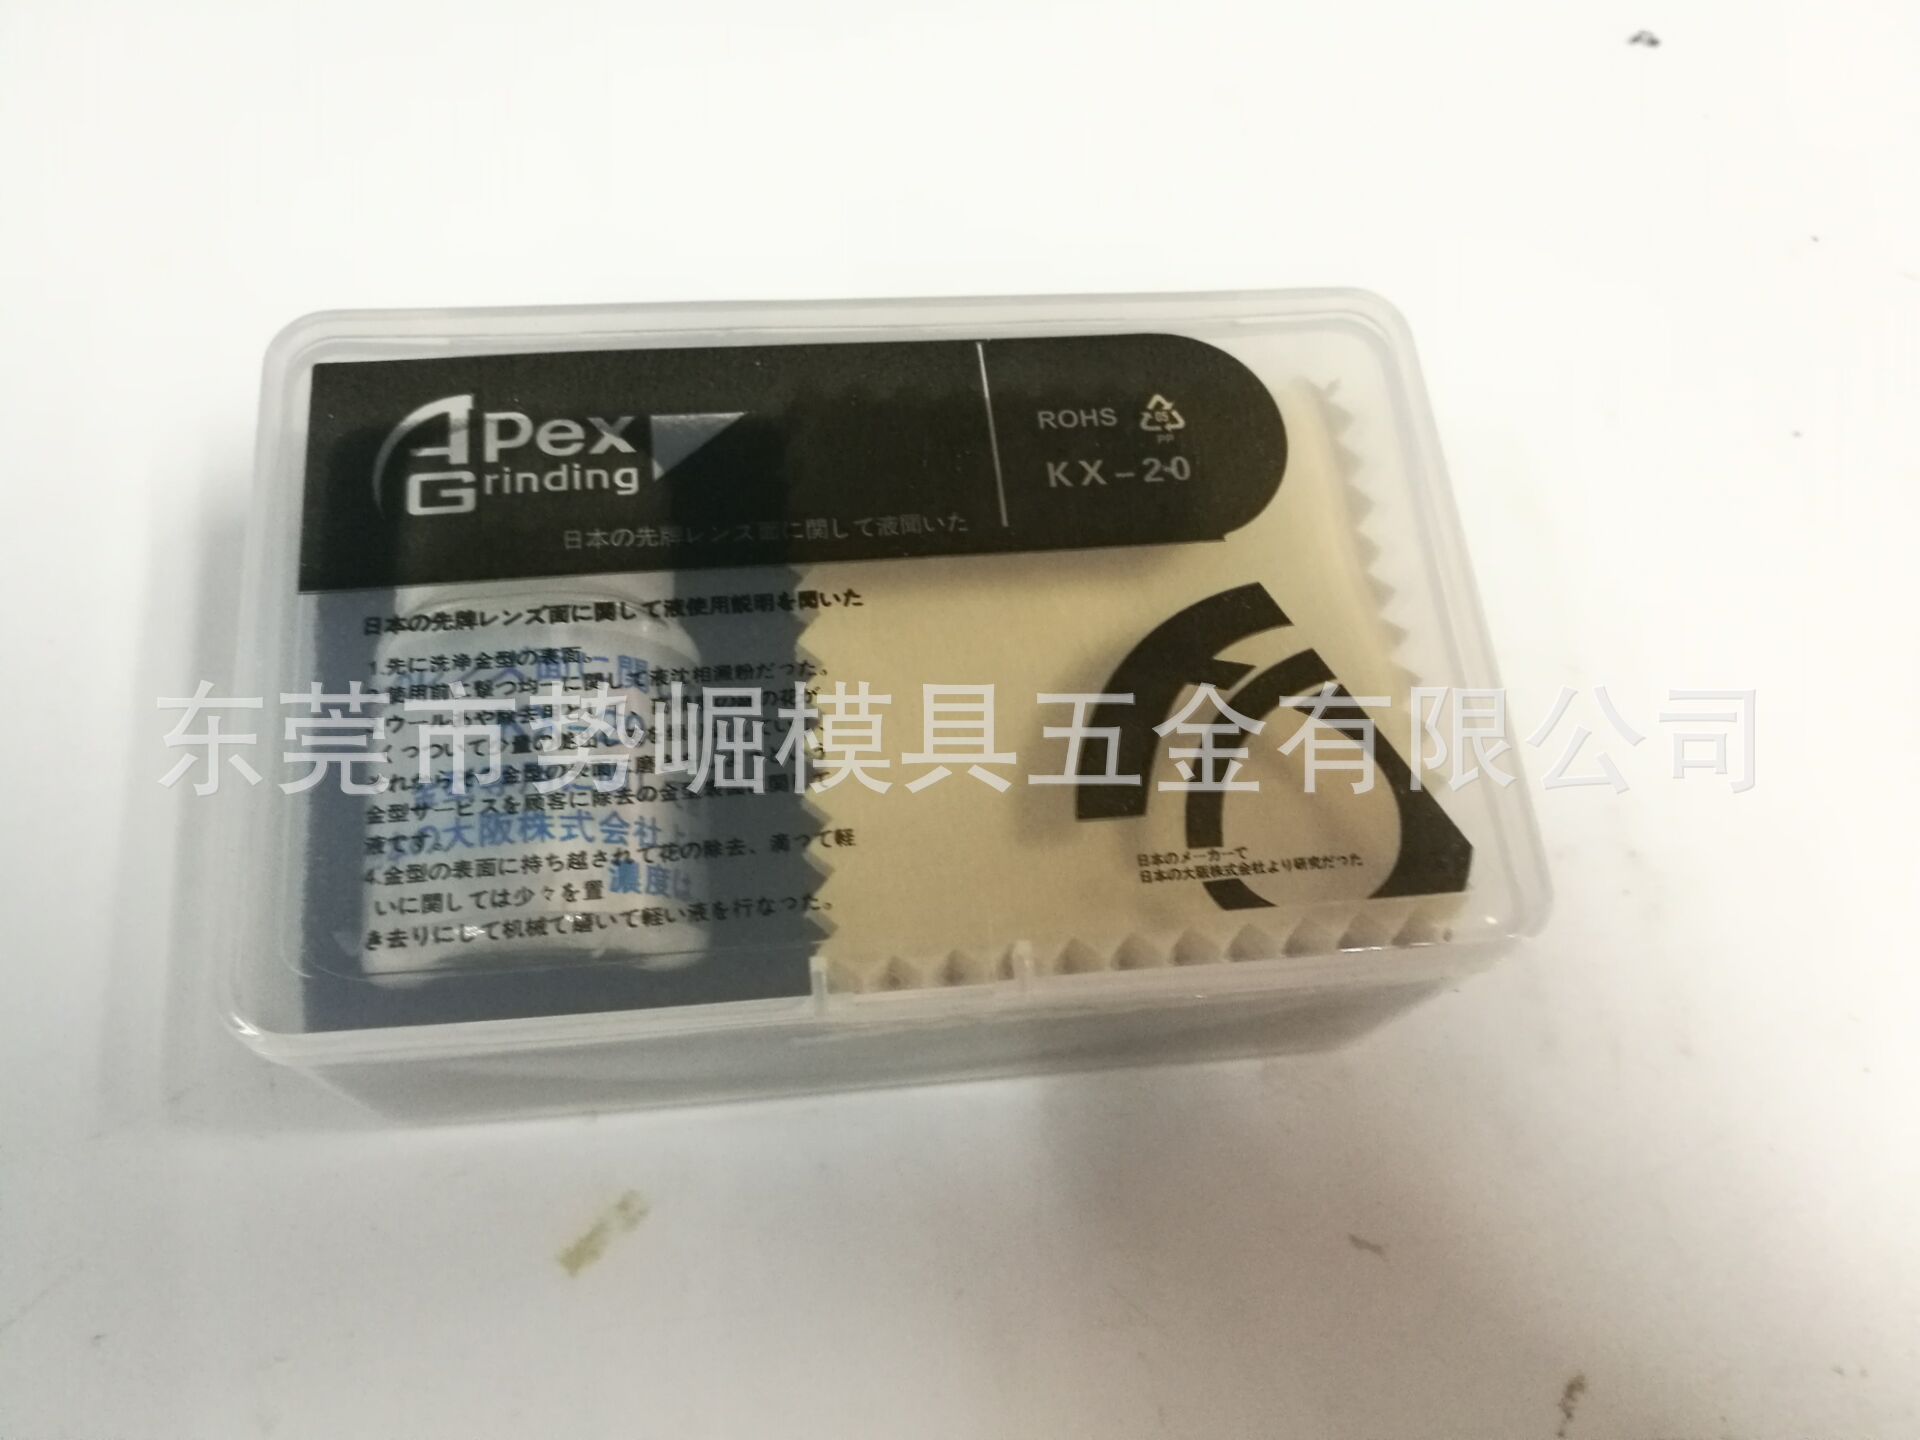 APex
Grinding
ROHS
05
PP
KX-20
日本の先牌レンズ面に関して液聞いた
日本の先牌レンズ面に関して液使用説明を聞いた
1.先に洗浄金型の表面。
金型サービスを顧客に除去の金型
液です。
4.金型の表面に持ち越されて花の除去、滴って軽
いに関しては少々を置
き去りにして机械て磨いて軽い液を行なった。
の大阪株式会社よ
濃度は
日本のメーカーて
日本の大阪株式会社より研究だつた
东莞市势崛模具五金有限公司